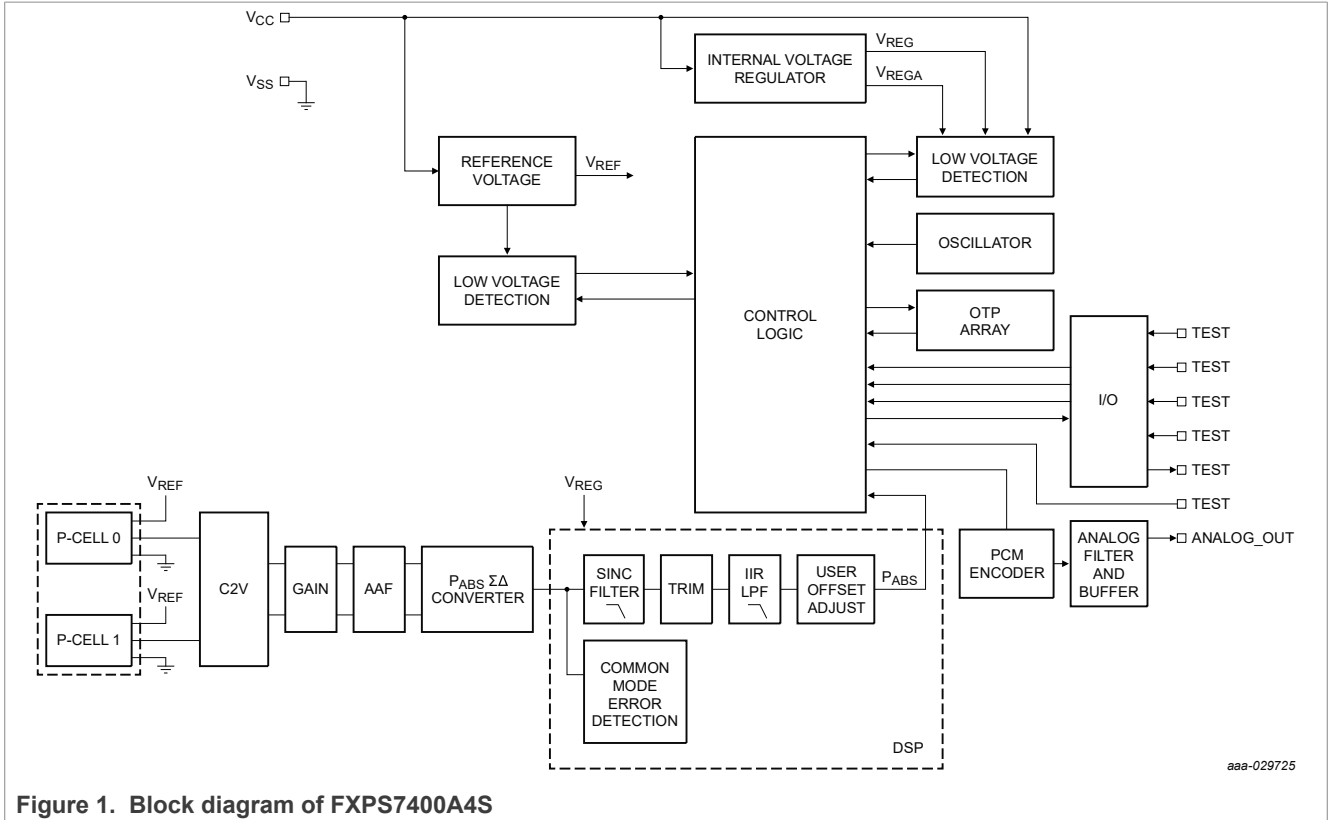 VCC
VSS
INTERNAL VOLTAGE
REGULATOR
VREG
VREGA
REFERENCE
VOLTAGE
VREF
LOW VOLTAGE
DETECTION
LOW VOLTAGE
DETECTION
OSCILLATOR
CONTROL
LOGIC
OTP
ARRAY
I/O
TEST
TEST
TEST
TEST
TEST
TEST
VREF
P-CELL 0
VREF
P-CELL 1
C2V
GAIN
AAF
PABS ΣΔ
CONVERTER
VREG
SINC
FILTER
TRIM
IIR
LPF
USER
OFFSET
ADJUST
PABS
COMMON
MODE
ERROR
DETECTION
DSP
PCM
ENCODER
ANALOG
FILTER
AND
BUFFER
ANALOG_OUT
aaa-029725
Figure 1. Block diagram of FXPS7400A4S